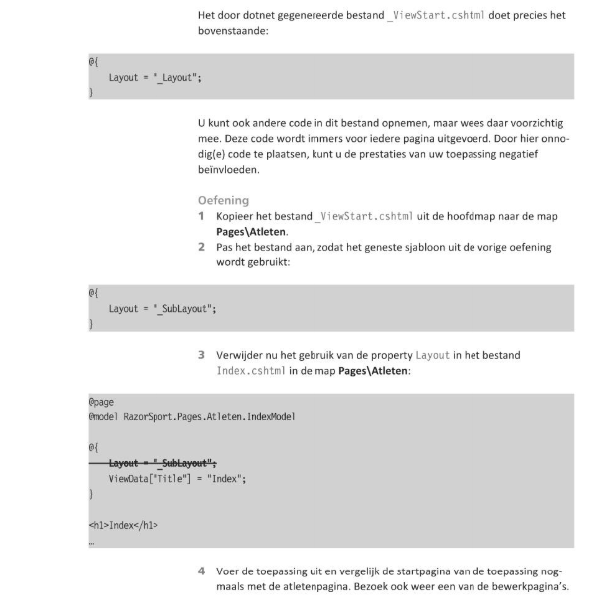 Het door dotnet gegenereerde bestand _ViewStart.cshtml doet precies het
bovenstaande:
@{
Layout = "_Layout";
}
U kunt ook andere code in dit bestand opnemen, maar wees daar voorzichtig
mee. Deze code wordt immers voor iedere pagina uitgevoerd. Door hier onno-
dig(e) code te plaatsen, kunt u de prestaties van uw toepassing negatief
beïnvloeden.
Oefening
1 Kopieer het bestand _ViewStart.cshtml uit de hoofdmap naar de map
Pages\Atleten.
2 Pas het bestand aan, zodat het geneste sjabloon uit de vorige oefening
wordt gebruikt:
@{
Layout = "_SubLayout";
}
3 Verwijder nu het gebruik van de property Layout in het bestand
Index.cshtml in de map Pages\Atleten:
@page
@model RazorSport.Pages.Atleten.IndexModel
@{
Layout = "_SubLayout";
ViewData["Title"] = "Index";
}
<h1>Index</h1>
…
4 Voer de toepassing uit en vergelijk de startpagina van de toepassing nog-
maals met de atletenpagina. Bezoek ook weer een van de bewerkpagina's.